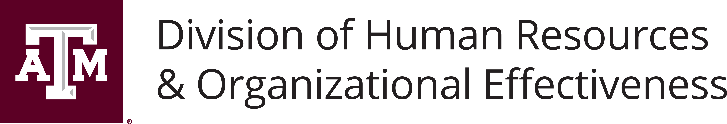 ATM
Division of Human Resources
& Organizational Effectiveness
®